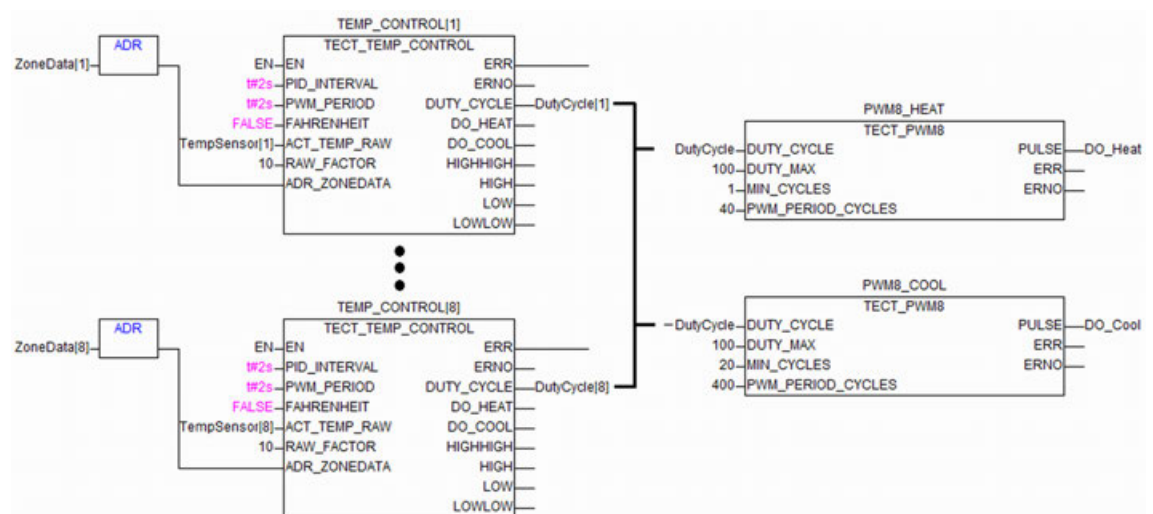 TEMP_CONTROL[1]
ADR
TECT_TEMP_CONTROL
ZoneData[1]
EN EN ERR
t#2s PID_INTERVAL ERNO
t#2s PWM_PERIOD DUTY_CYCLE DutyCycle[1]
FALSE FAHRENHEIT DO_HEAT
TempSensor[1] ACT_TEMP_RAW DO_COOL
10 RAW_FACTOR HIGHHIGH
ADR_ZONEDATA HIGH
LOW
LOWLOW
PWM8_HEAT
TECT_PWM8
DutyCycle DUTY_CYCLE PULSE DO_Heat
100 DUTY_MAX ERR
1 MIN_CYCLES ERNO
40 PWM_PERIOD_CYCLES
TEMP_CONTROL[8]
ADR
TECT_TEMP_CONTROL
ZoneData[8]
EN EN ERR
t#2s PID_INTERVAL ERNO
t#2s PWM_PERIOD DUTY_CYCLE DutyCycle[8]
FALSE FAHRENHEIT DO_HEAT
TempSensor[8] ACT_TEMP_RAW DO_COOL
10 RAW_FACTOR HIGHHIGH
ADR_ZONEDATA HIGH
LOW
LOWLOW
PWM8_COOL
TECT_PWM8
-DutyCycle DUTY_CYCLE PULSE DO_Cool
100 DUTY_MAX ERR
20 MIN_CYCLES ERNO
400 PWM_PERIOD_CYCLES